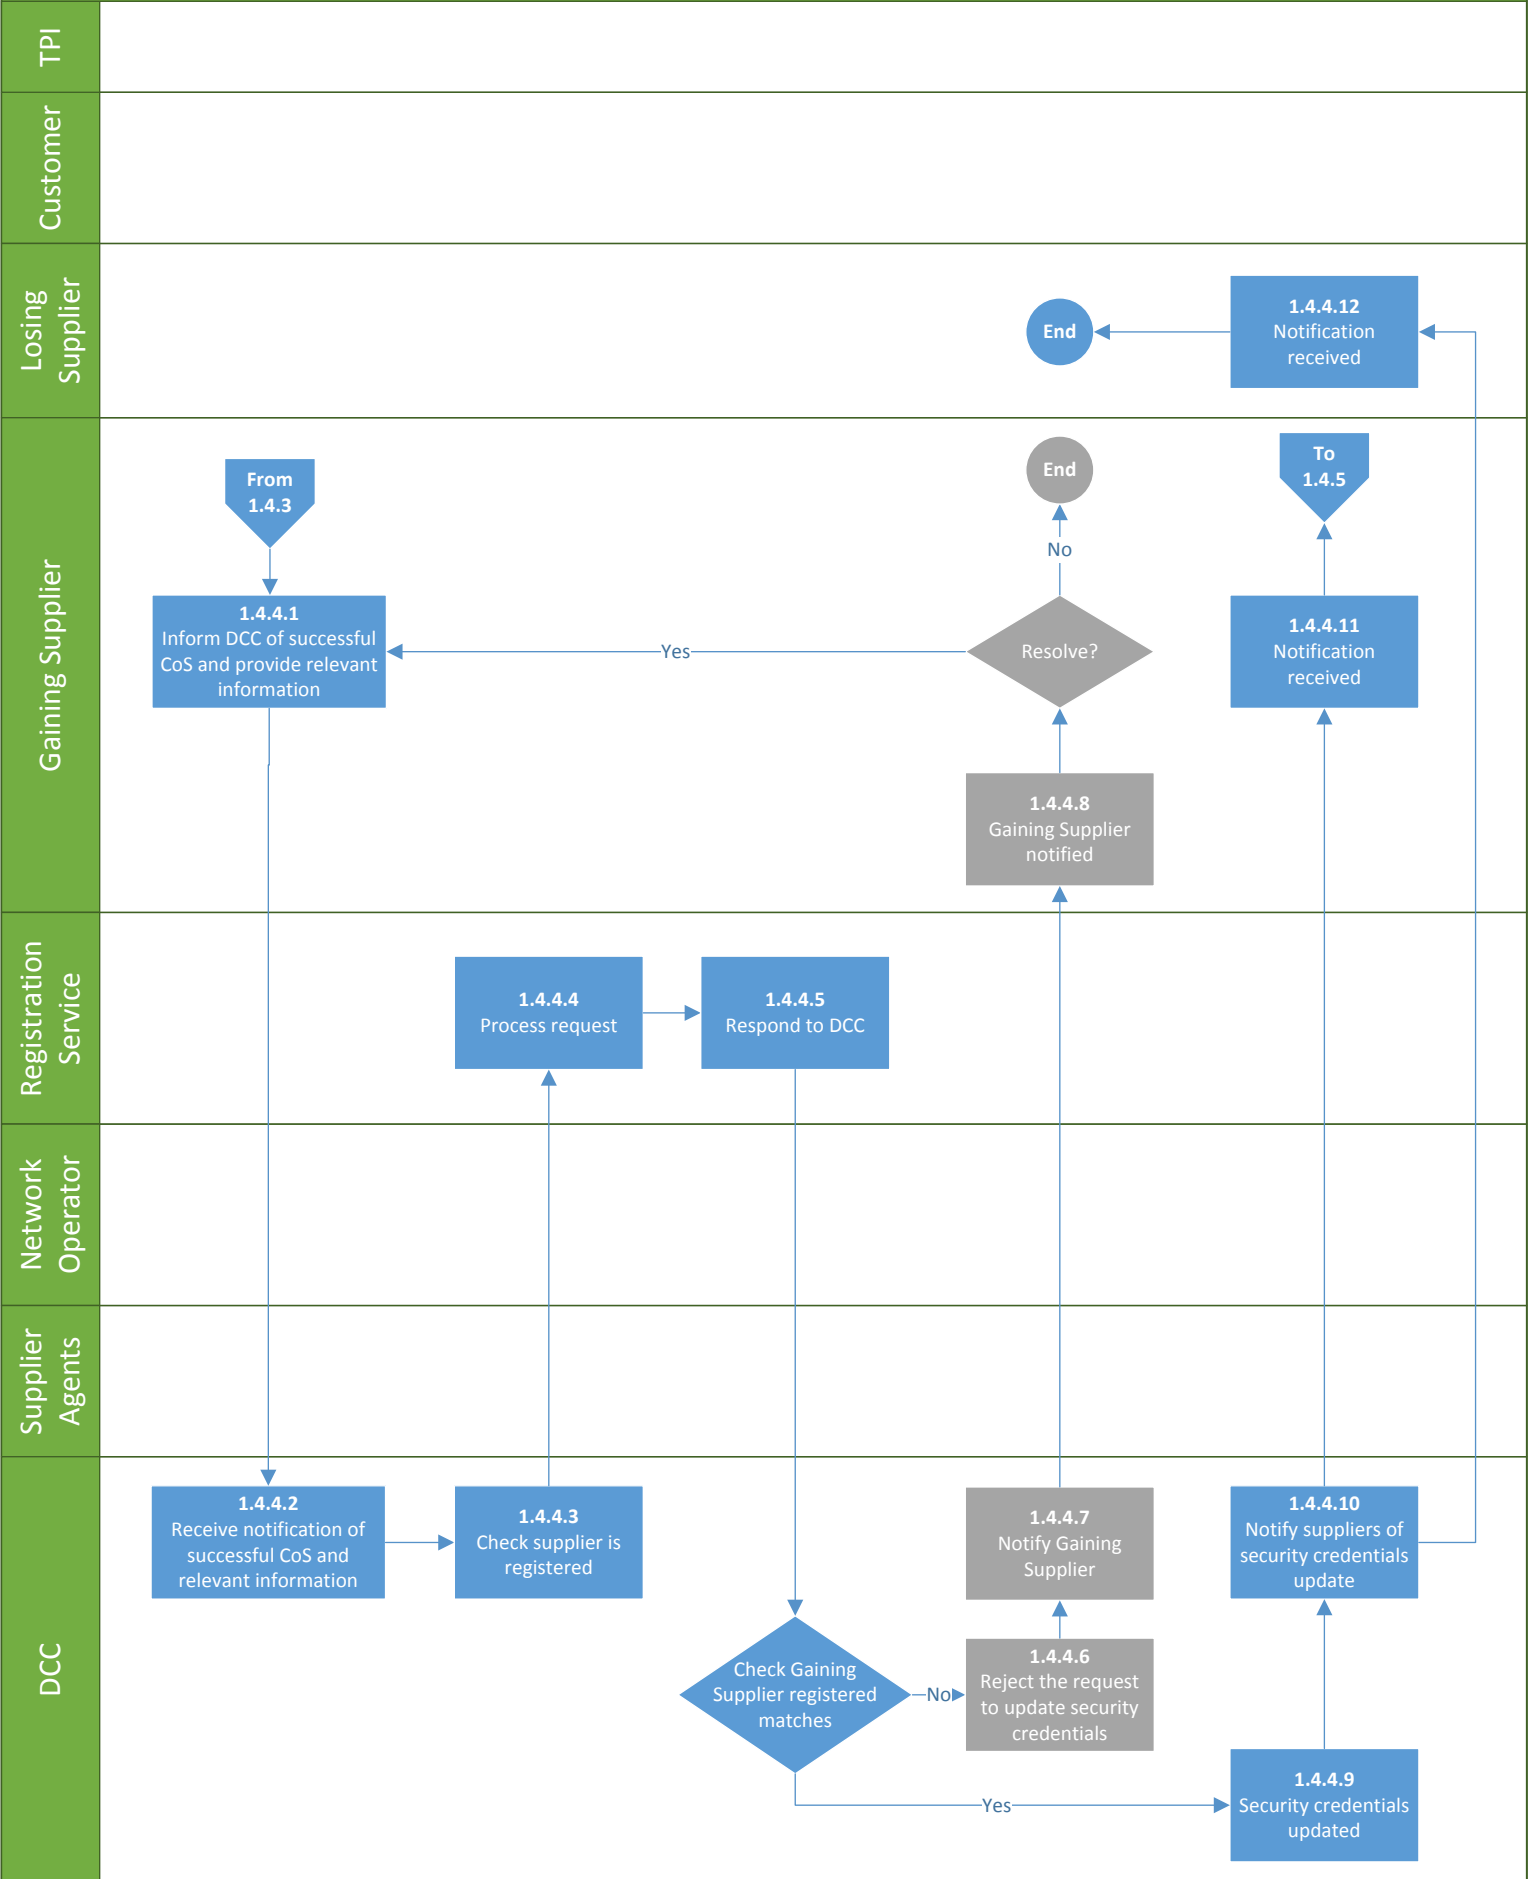 TPI
Customer
Losing
Supplier
End
1.4.4.12
Notification
received
Gaining Supplier
From
1.4.3
End
To
1.4.5
No
1.4.4.1
Inform DCC of successful
CoS and provide relevant
information
Yes
Resolve?
1.4.4.11
Notification
received
1.4.4.8
Gaining Supplier
notified
Registration
Service
1.4.4.4
Process request
1.4.4.5
Respond to DCC
Network
Operator
Supplier
Agents
DCC
1.4.4.2
Receive notification of
successful CoS and
relevant information
1.4.4.3
Check supplier is
registered
1.4.4.7
Notify Gaining
Supplier
1.4.4.10
Notify suppliers of
security credentials
update
Check Gaining
Supplier registered
matches
No
1.4.4.6
Reject the request
to update security
credentials
Yes
1.4.4.9
Security credentials
updated